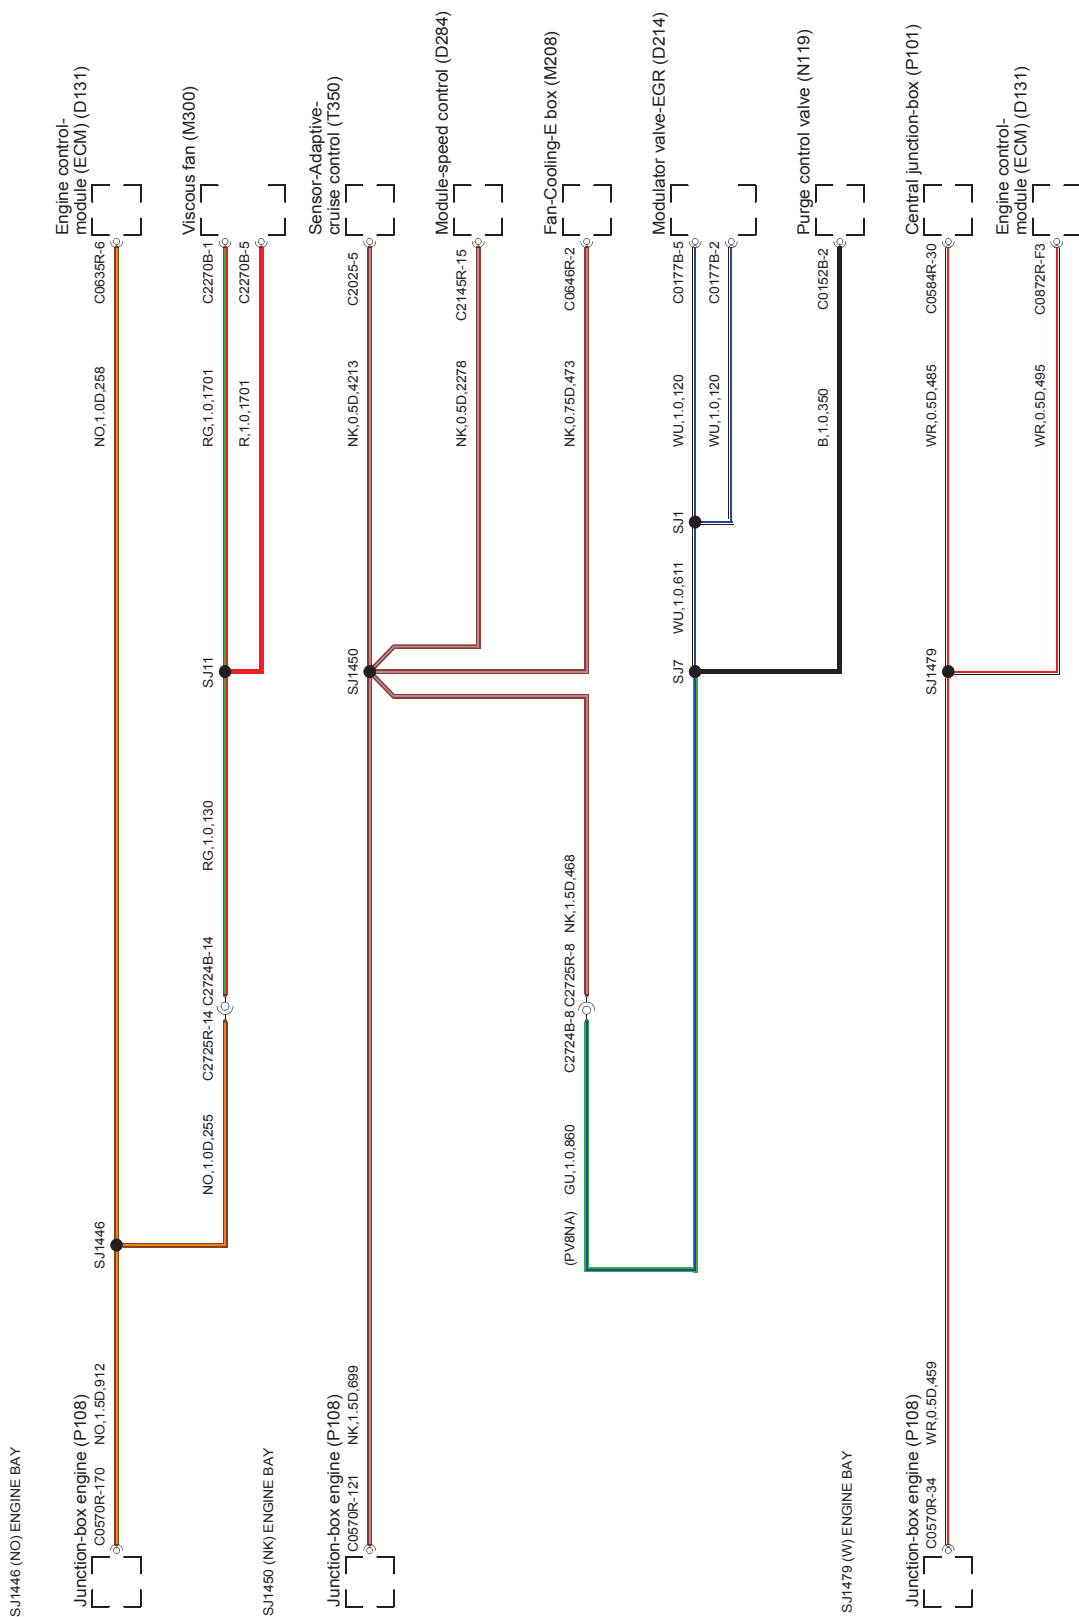 SJ1446 (NO) ENGINE BAY
Junction-box engine (P108)
C0570R-170
NO,1.5D,912
SJ1446
NO,1.0D,258
C0635R-6
Engine control-
module (ECM) (D131)
NO,1.0D,255
C2725R-14
C2724B-14
RG,1.0,130
SJ11
RG,1.0,1701
C2270B-1
Viscous fan (M300)
R,1.0,1701
C2270B-5
SJ1450 (NK) ENGINE BAY
Junction-box engine (P108)
C0570R-121
NK,1.5D,699
SJ1450
NK,0.5D,4213
C2025-5
Sensor-Adaptive-
cruise control (T350)
NK,0.5D,2278
C2145R-15
Module-speed control (D284)
NK,0.75D,473
C0646R-2
Fan-Cooling-E box (M208)
(PV8NA)
GU,1.0,860
C2724B-8
C2725R-8
NK,1.5D,468
SJ7
WU,1.0,611
SJ1
WU,1.0,120
C0177B-5
Modulator valve-EGR (D214)
WU,1.0,120
C0177B-2
B,1.0,350
C0152B-2
Purge control valve (N119)
SJ1479 (W) ENGINE BAY
Junction-box engine (P108)
C0570R-34
WR,0.5D,459
SJ1479
WR,0.5D,485
C0584R-30
Central junction-box (P101)
WR,0.5D,495
C0872R-F3
Engine control-
module (ECM) (D131)